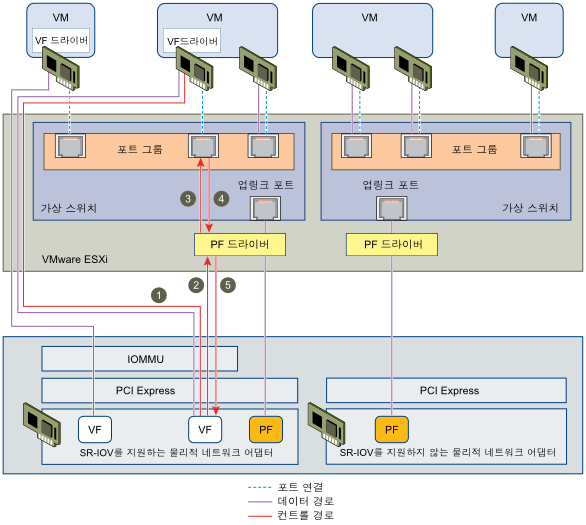 VM
VM
VM
VM
VF 드라이버
VF드라이버
포트 그룹
포트 그룹
업링크 포트
업링크 포트
가상 스위치
가상 스위치
3
4
PF 드라이버
PF 드라이버
VMware ESXi
1
2
5
IOMMU
PCI Express
PCI Express
VF
VF
PF
PF
SR-IOV를 지원하는 물리적 네트워크 어댑터
SR-IOV를 지원하지 않는 물리적 네트워크 어댑터
포트 연결
데이터 경로
컨트롤 경로